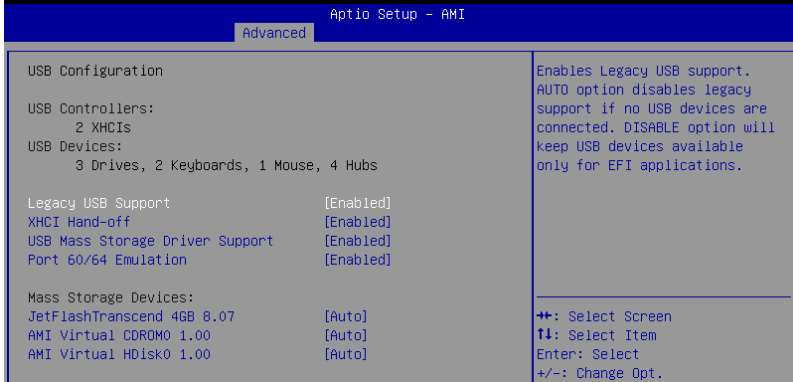 Aptio Setup – AMI
Advanced
USB Configuration
USB Controllers:
2 XHCIs
USB Devices:
3 Drives, 2 Keyboards, 1 Mouse, 4 Hubs
Legacy USB Support [Enabled]
XHCI Hand-off [Enabled]
USB Mass Storage Driver Support [Enabled]
Port 60/64 Emulation [Enabled]
Mass Storage Devices:
JetFlashTranscend 4GB 8.07 [Auto]
AMI Virtual CDROM0 1.00 [Auto]
AMI Virtual HDisk0 1.00 [Auto]
Enables Legacy USB support.
AUTO option disables legacy
support if no USB devices are
connected. DISABLE option will
keep USB devices available
only for EFI applications.
→←: Select Screen
↑↓: Select Item
Enter: Select
+/-: Change Opt.